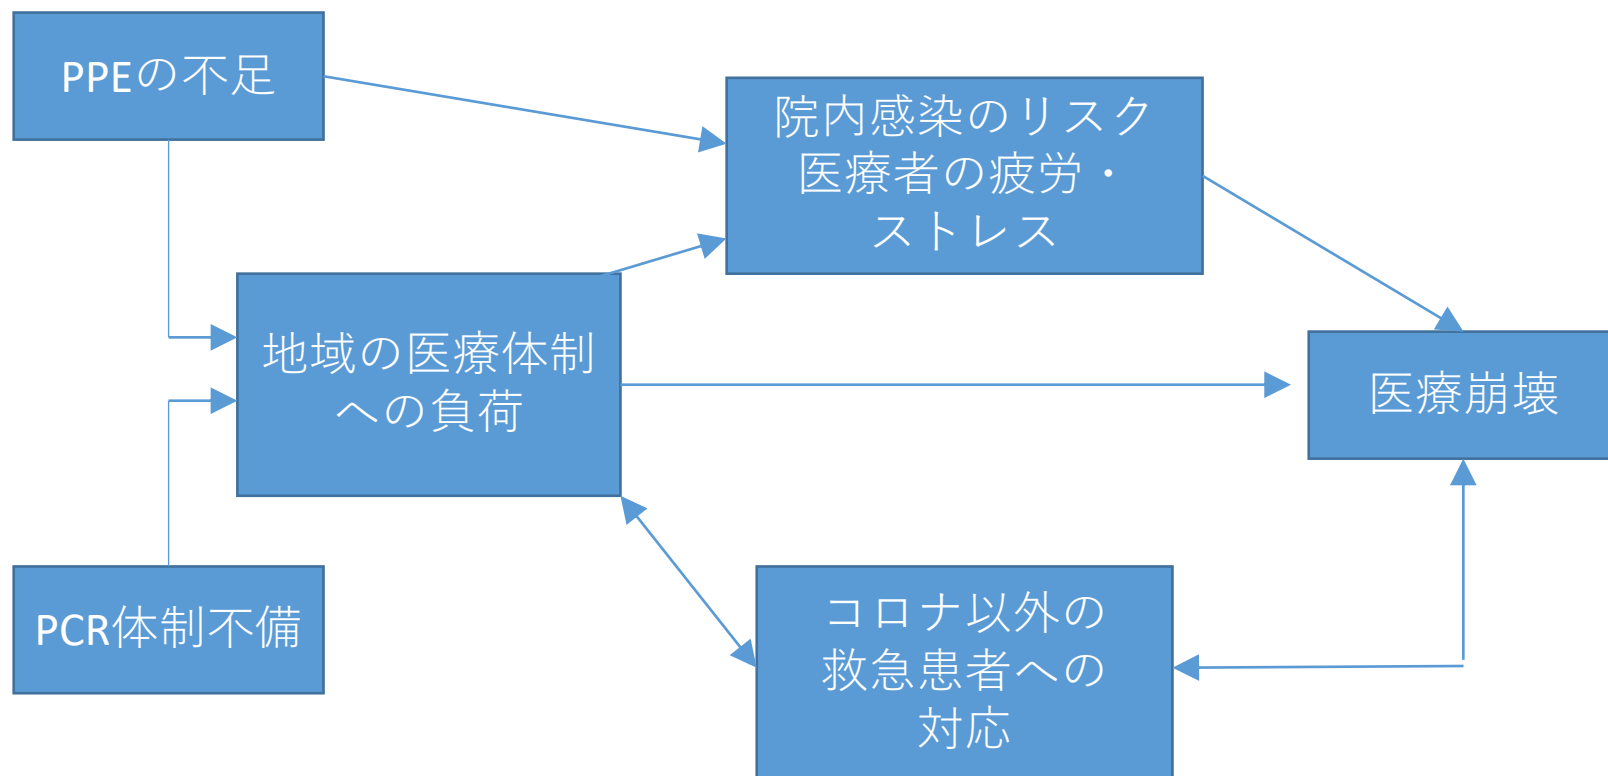 PPEの不足
院内感染のリスク
医療者の疲労・
ストレス
地域の医療体制
への負荷
医療崩壊
PCR体制不備
コロナ以外の
救急患者への
対応